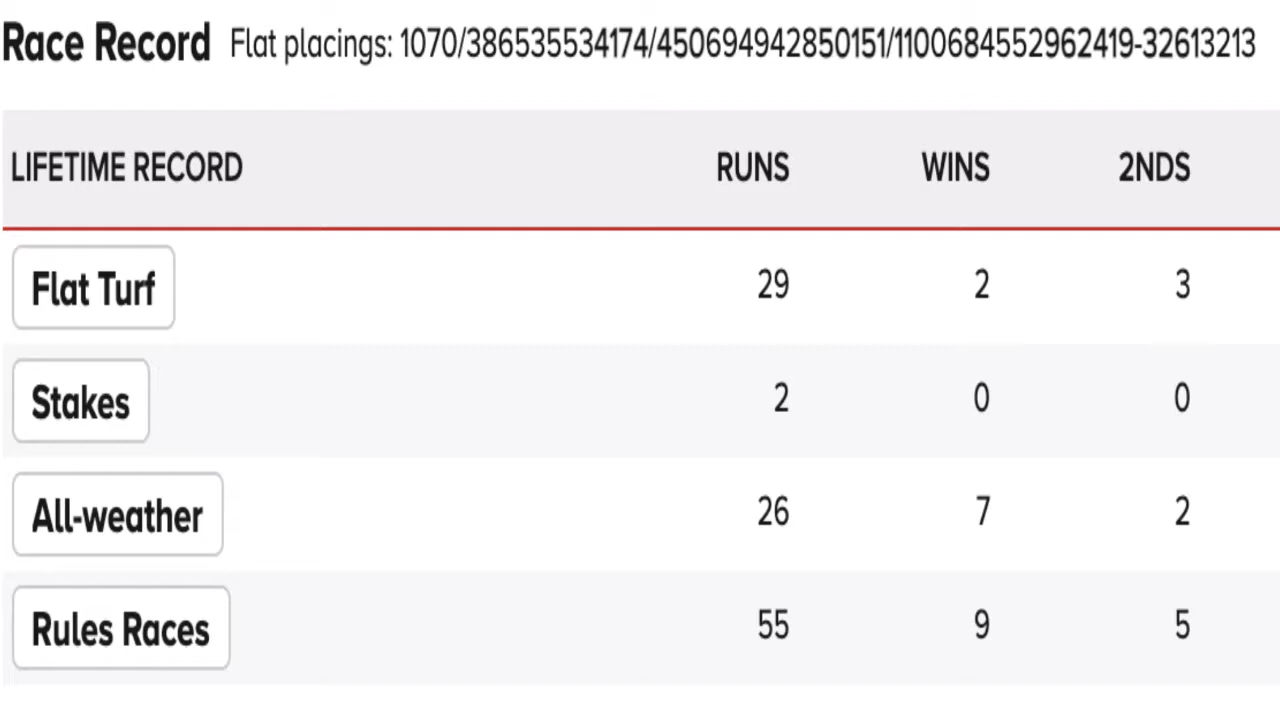 Race Record Flat placings: 1070/386535534174/450694942850151/1100684552962419-32613213
LIFETIME RECORD RUNS WINS 2NDS
Flat Turf 29 2 3
Stakes 2 0 0
All-weather 26 7 2
Rules Races 55 9 5